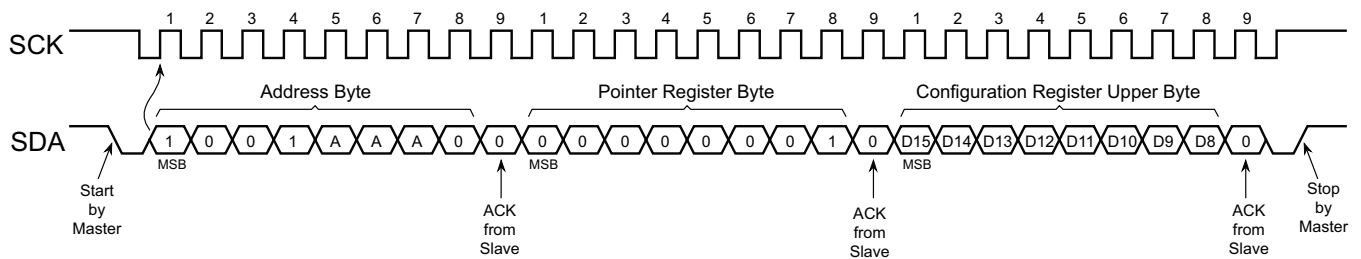 1 2 3 4 5 6 7 8 9 1 2 3 4 5 6 7 8 9 1 2 3 4 5 6 7 8 9
SCK
Address Byte Pointer Register Byte Configuration Register Upper Byte
SDA 1 0 0 1 A A A 0 0 0 0 0 0 0 0 0 1 0 D15 D14 D13 D12 D11 D10 D9 D8 0
MSB MSB MSB
Start by Master
ACK from Slave
ACK from Slave
ACK from Slave
Stop by Master